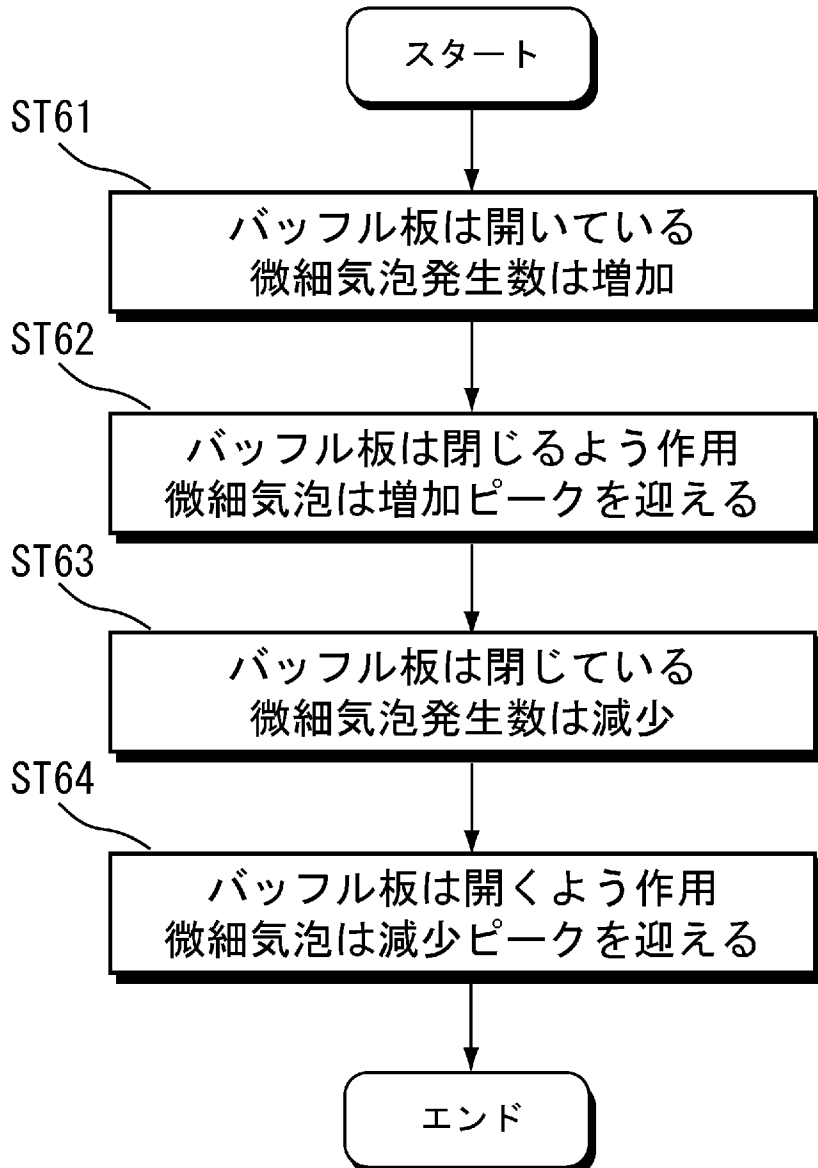 スタート
ST61
バッフル板は開いている
微細気泡発生数は増加
ST62
バッフル板は閉じるよう作用
微細気泡は増加ピークを迎える
ST63
バッフル板は閉じている
微細気泡発生数は減少
ST64
バッフル板は開くよう作用
微細気泡は減少ピークを迎える
エンド